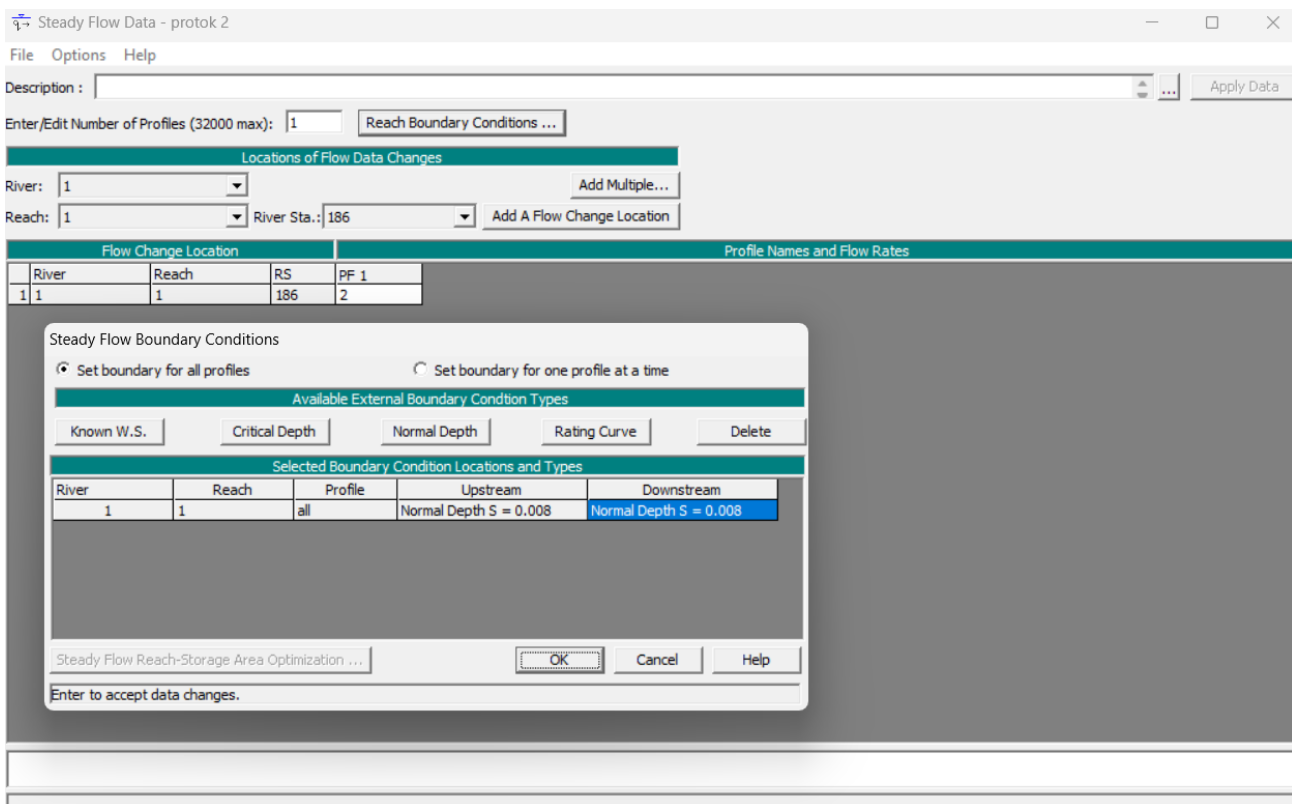 Steady Flow Data - protok 2
File Options Help
Description : ... Apply Data
Enter/Edit Number of Profiles (32000 max): 1 Reach Boundary Conditions ...
Locations of Flow Data Changes
River: 1 Add Multiple...
Reach: 1 River Sta.: 186 Add A Flow Change Location
Flow Change Location Profile Names and Flow Rates
River Reach RS PF 1
1 1 1 186 2
Steady Flow Boundary Conditions
Set boundary for all profiles Set boundary for one profile at a time
Available External Boundary Condtion Types
Known W.S. Critical Depth Normal Depth Rating Curve Delete
Selected Boundary Condition Locations and Types
River Reach Profile Upstream Downstream
1 1 all Normal Depth S = 0.008 Normal Depth S = 0.008
Steady Flow Reach-Storage Area Optimization ... OK Cancel Help
Enter to accept data changes.